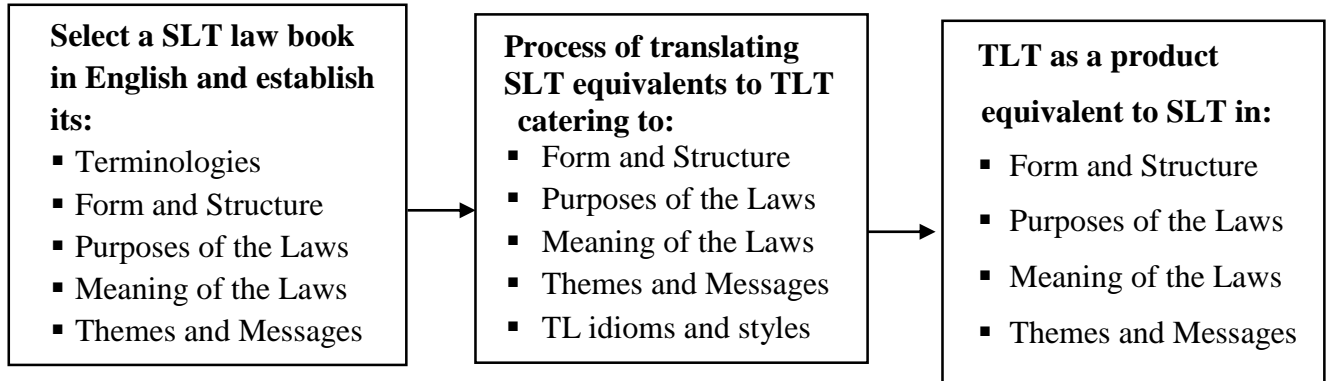 Select a SLT law book
in English and establish
its:
▪ Terminologies
▪ Form and Structure
▪ Purposes of the Laws
▪ Meaning of the Laws
▪ Themes and Messages
Process of translating
SLT equivalents to TLT
catering to:
▪ Form and Structure
▪ Purposes of the Laws
▪ Meaning of the Laws
▪ Themes and Messages
▪ TL idioms and styles
TLT as a product
equivalent to SLT in:
▪ Form and Structure
▪ Purposes of the Laws
▪ Meaning of the Laws
▪ Themes and Messages